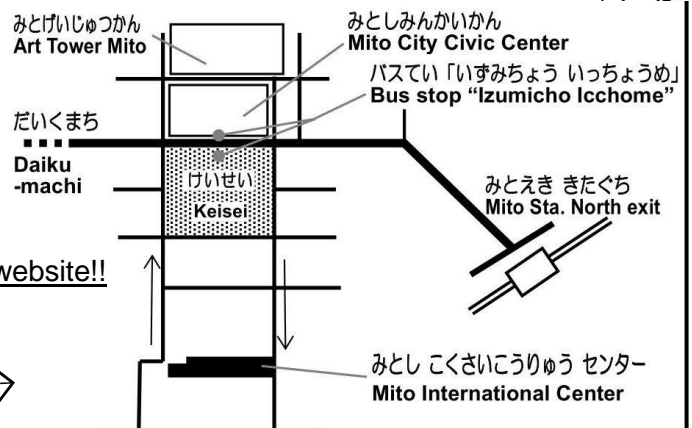 みとげいじゅつかん
Art Tower Mito
みとしみんかいかん
Mito City Civic Center
バスてい「いずみちょう いっちょうめ」
Bus stop “Izumicho Icchome”
だいくまち
Daiku
-machi
けいせい
Keisei
みとえき きたぐち
Mito Sta. North exit
website!!
みとし こくさいこうりゅう センター
Mito International Center